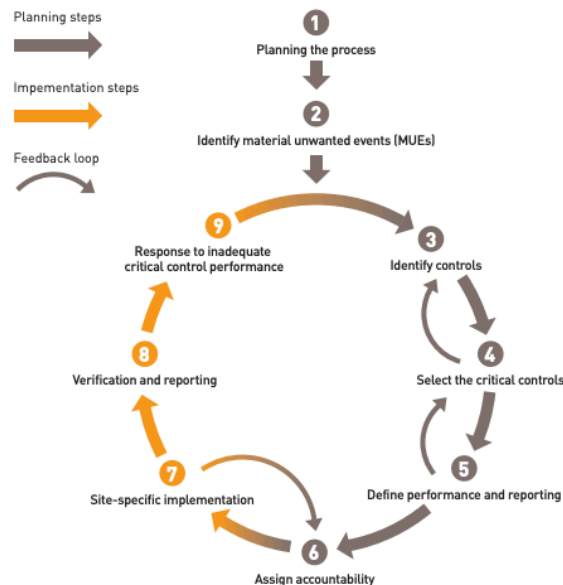 Planning steps
Impementation steps
Feedback loop
1
Planning the process
2
Identify material unwanted events (MUEs)
3
Identify controls
4
Select the critical controls
5
Define performance and reporting
6
Assign accountability
7
Site-specific implementation
8
Verification and reporting
9
Response to inadequate
critical control performance